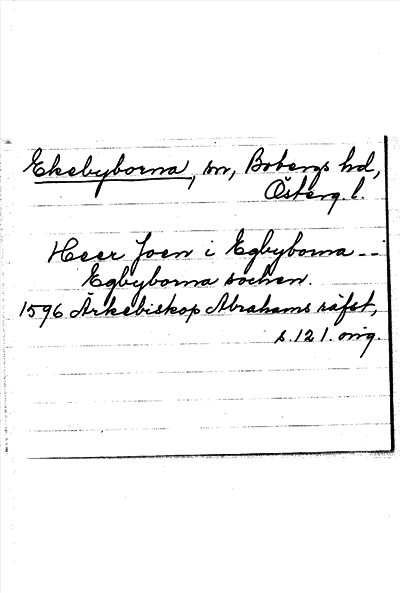 Ekebyborna, sn, Bobergs hd,
Österg. l.
Heer Joen i Egbyborna --
Egbyborna sochen.
1596. Ärkebiskop Abrahams räfst,
s. 121. orig.